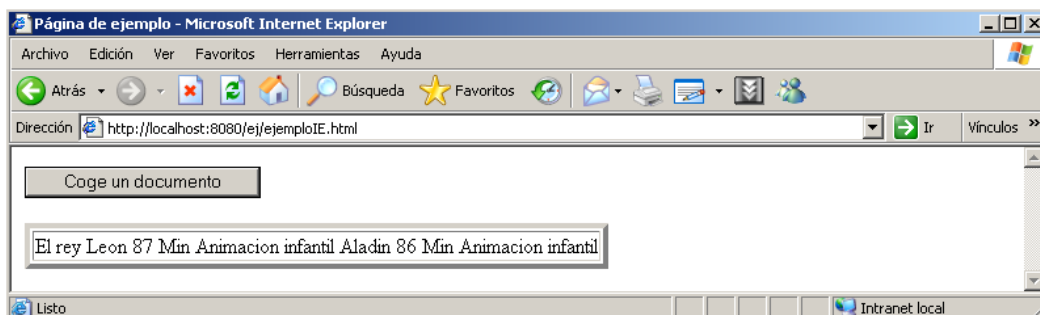 Página de ejemplo - Microsoft Internet Explorer
Archivo Edición Ver Favoritos Herramientas Ayuda
Atrás Búsqueda Favoritos
Dirección http://localhost:8080/ej/ejemploIE.html Ir Vínculos »
Coge un documento
El rey Leon 87 Min Animacion infantil Aladin 86 Min Animacion infantil
Listo Intranet local